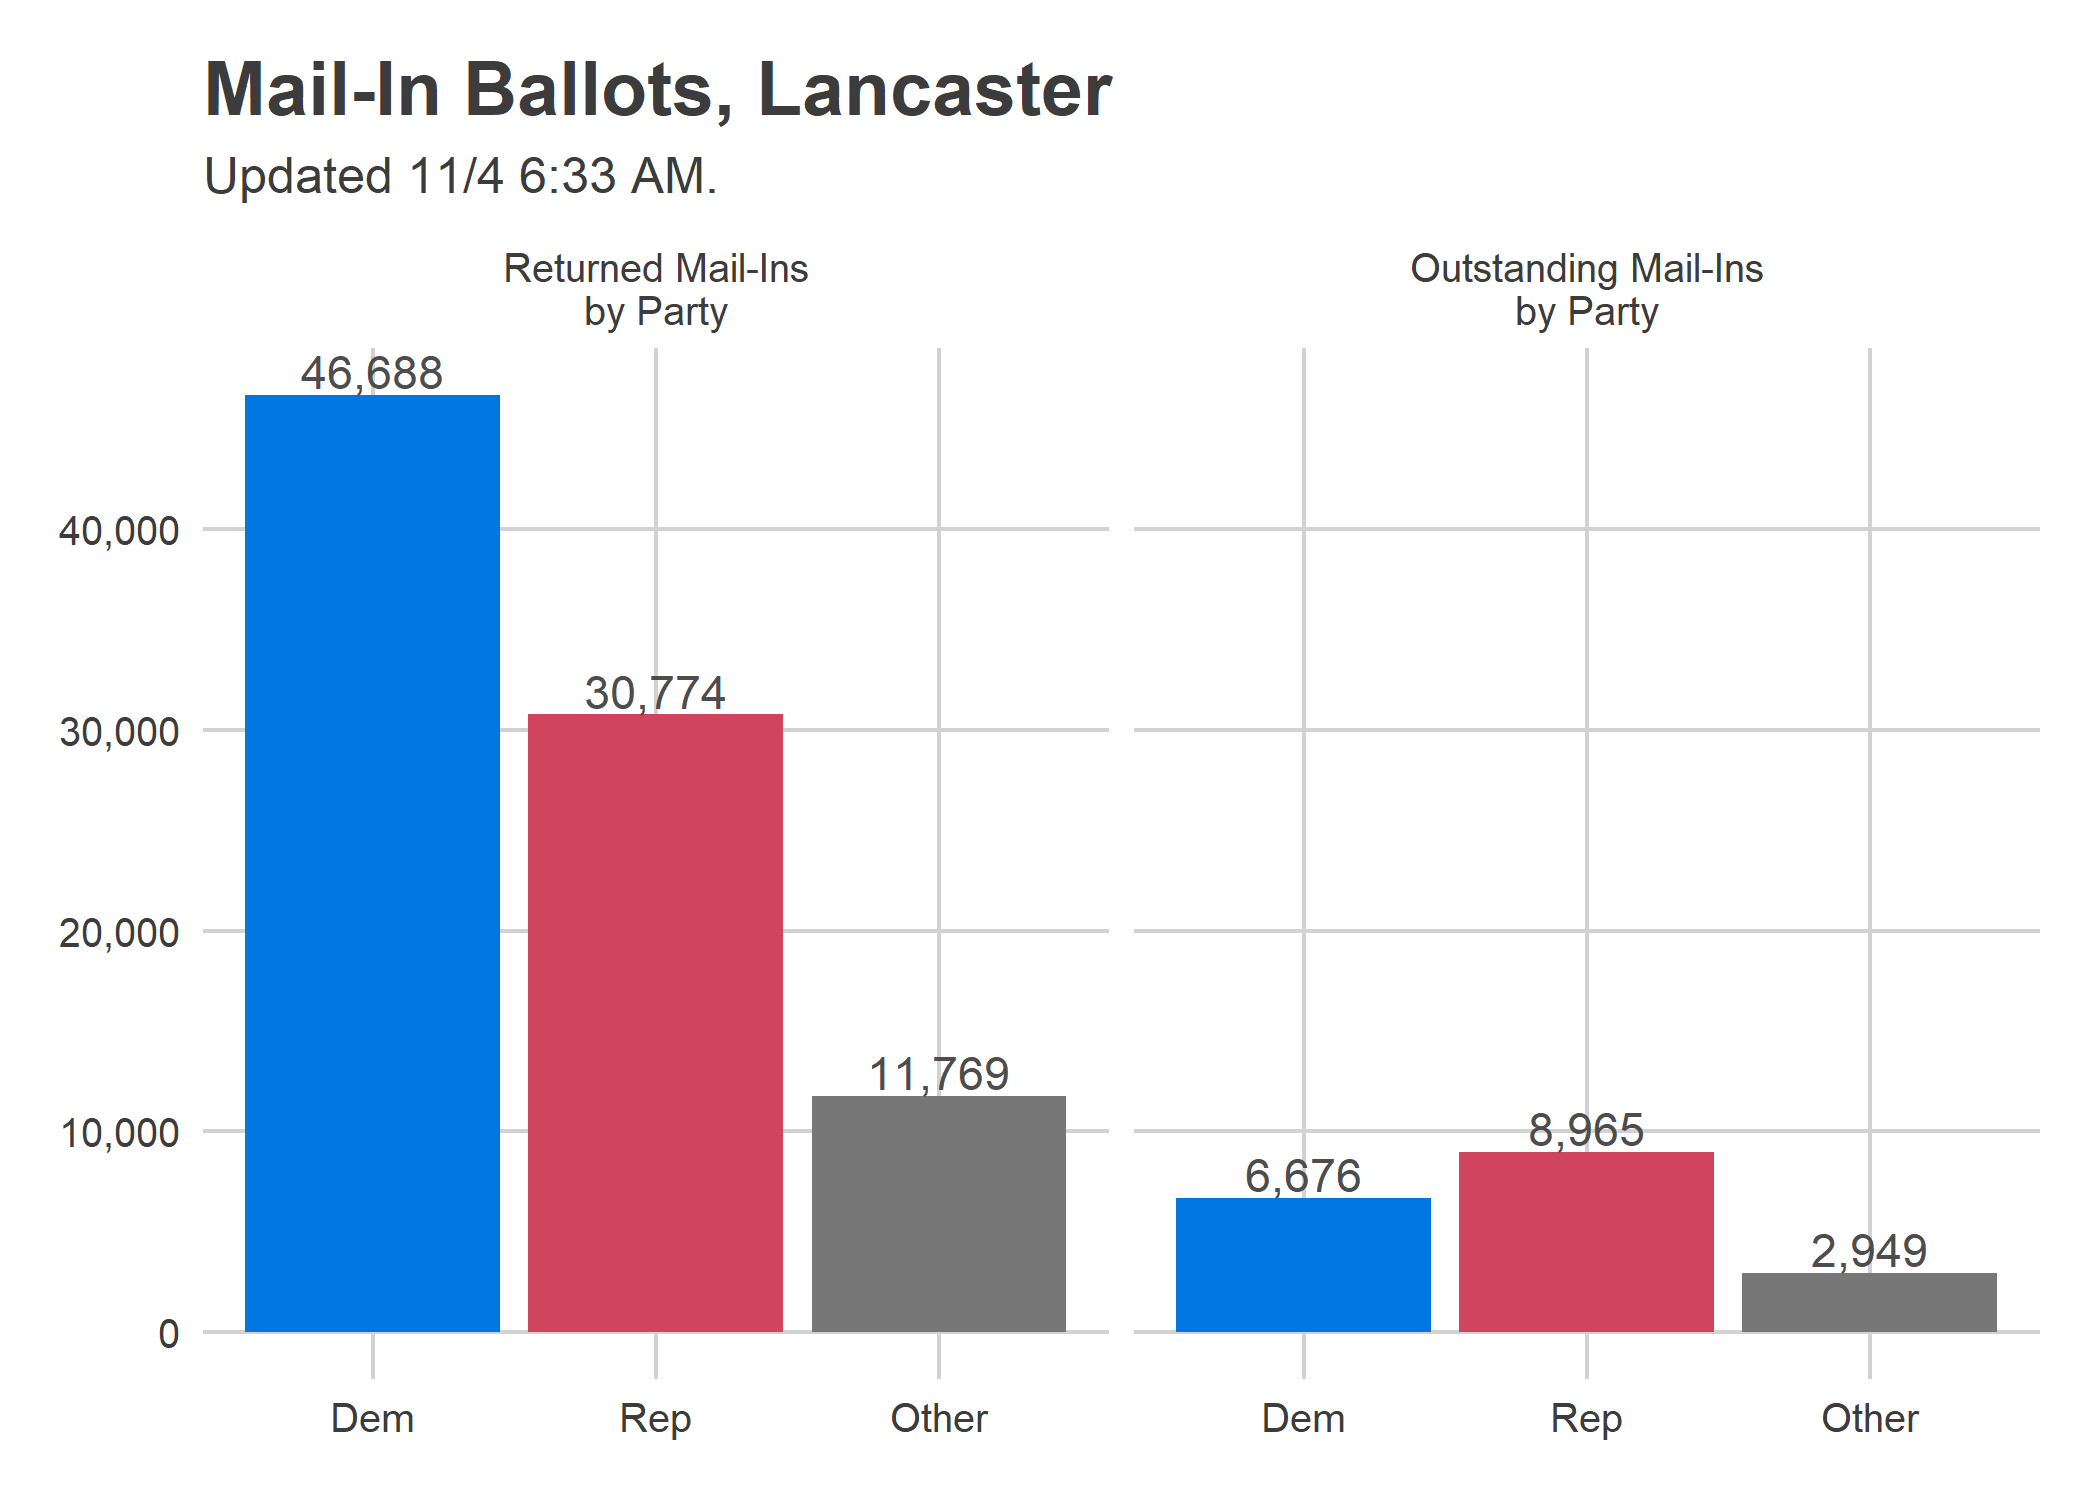 Mail-In Ballots, Lancaster
Updated 11/4 6:33 AM.
Returned Mail-Ins
by Party
Outstanding Mail-Ins
by Party
46,688
30,774
11,769
6,676
8,965
2,949
40,000
30,000
20,000
10,000
0
Dem
Rep
Other
Dem
Rep
Other